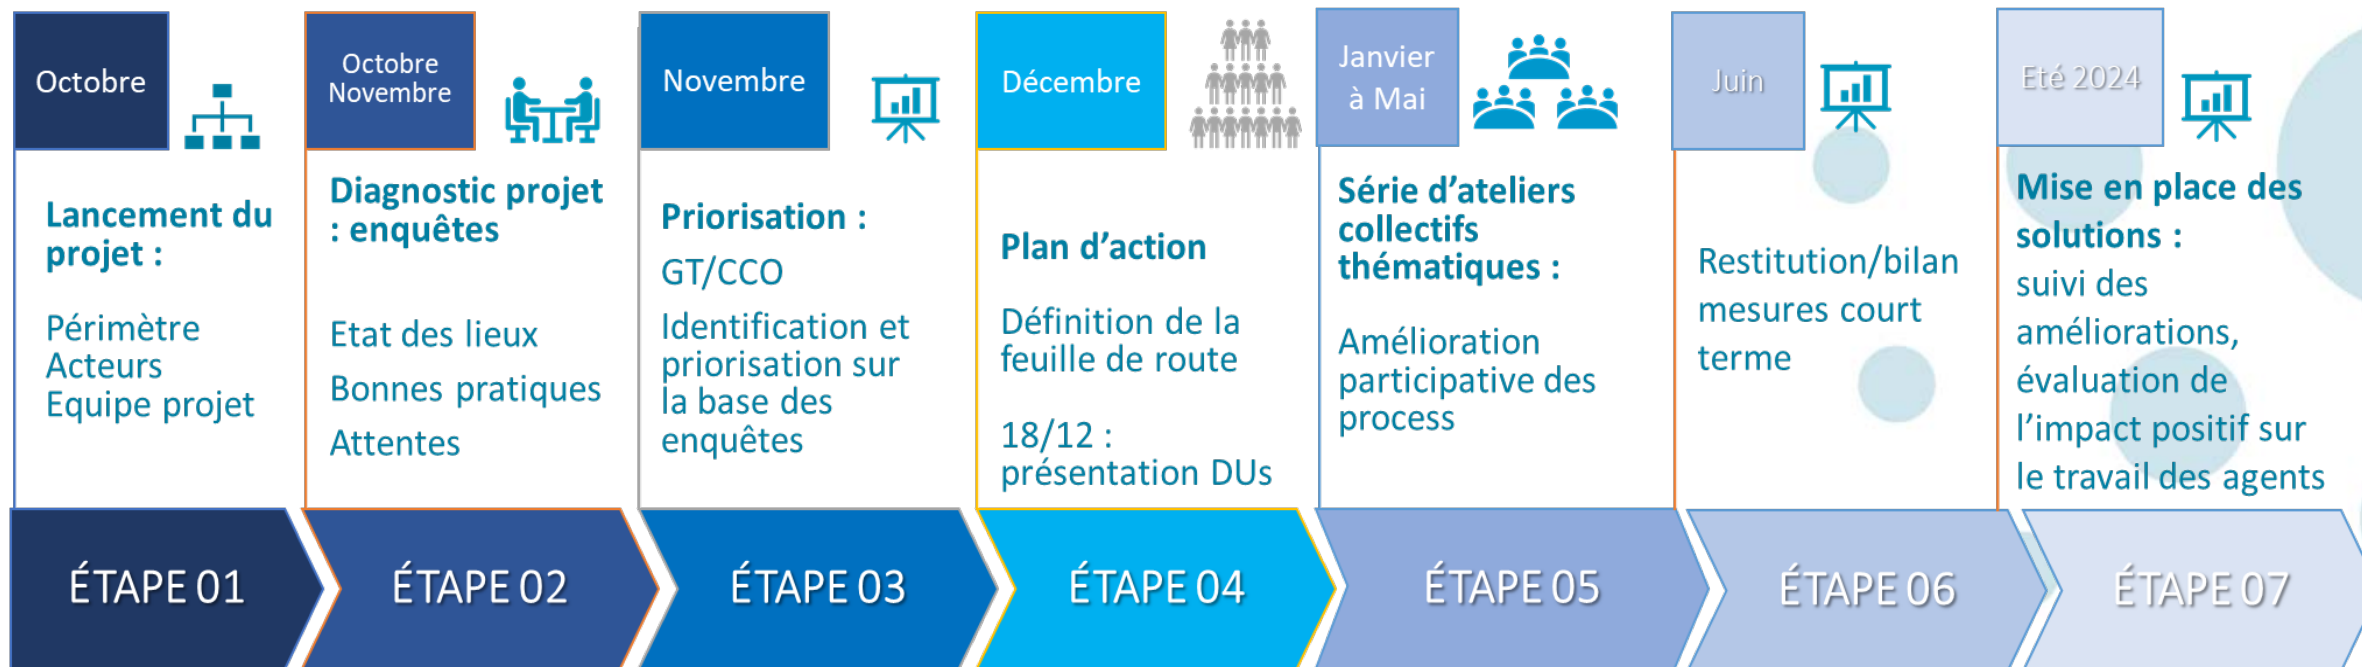 Octobre
Lancement du
projet :
Périmètre
Acteurs
Equipe projet
ÉTAPE 01
Octobre
Novembre
Diagnostic projet
: enquêtes
Etat des lieux
Bonnes pratiques
Attentes
ÉTAPE 02
Novembre
Priorisation :
GT/CCO
Identification et
priorisation sur
la base des
enquêtes
ÉTAPE 03
Décembre
Plan d’action
Définition de la
feuille de route
18/12 :
présentation DUs
ÉTAPE 04
Janvier
à Mai
Série d’ateliers
collectifs
thématiques :
Amélioration
participative des
process
ÉTAPE 05
Juin
Restitution/bilan
mesures court
terme
ÉTAPE 06
Eté 2024
Mise en place des
solutions :
suivi des
améliorations,
évaluation de
l’impact positif sur
le travail des agents
ÉTAPE 07